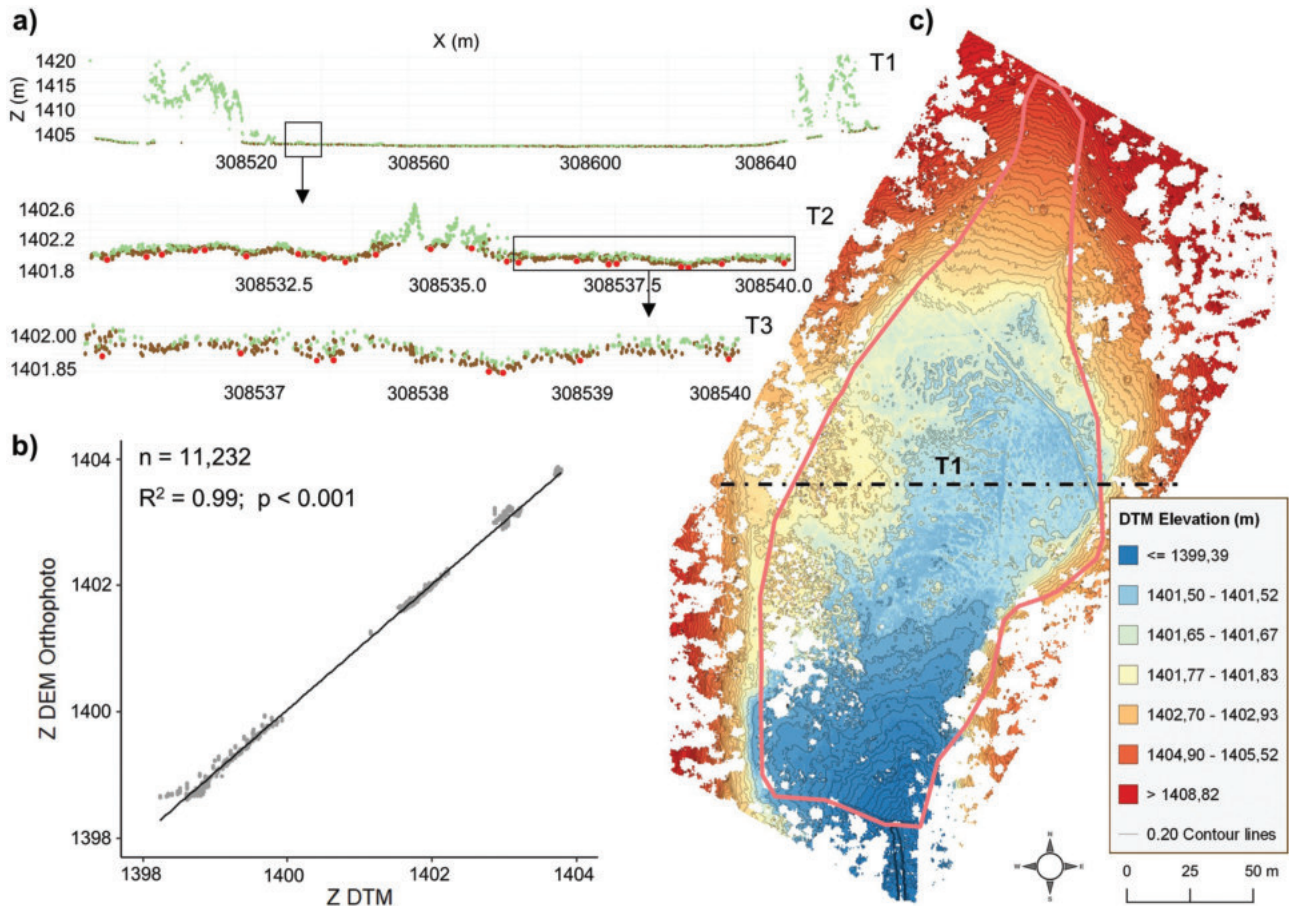 a)
X (m)
Z (m)
1420
1415
1410
1405
T1
308520 308560 308600 308640
1402.6
1402.2
1401.8
T2
308532.5 308535.0 308537.5 308540.0
T3
1402.00
1401.85
308537 308538 308539 308540
b)
n = 11,232
R² = 0.99; p < 0.001
Z DEM Orthophoto
1404
1402
1400
1398
1398 1400 1402 1404
Z DTM
c)
T1
DTM Elevation (m)
<= 1399,39
1401,50 - 1401,52
1401,65 - 1401,67
1401,77 - 1401,83
1402,70 - 1402,93
1404,90 - 1405,52
> 1408,82
0.20 Contour lines
N
W E
S
0 25 50 m